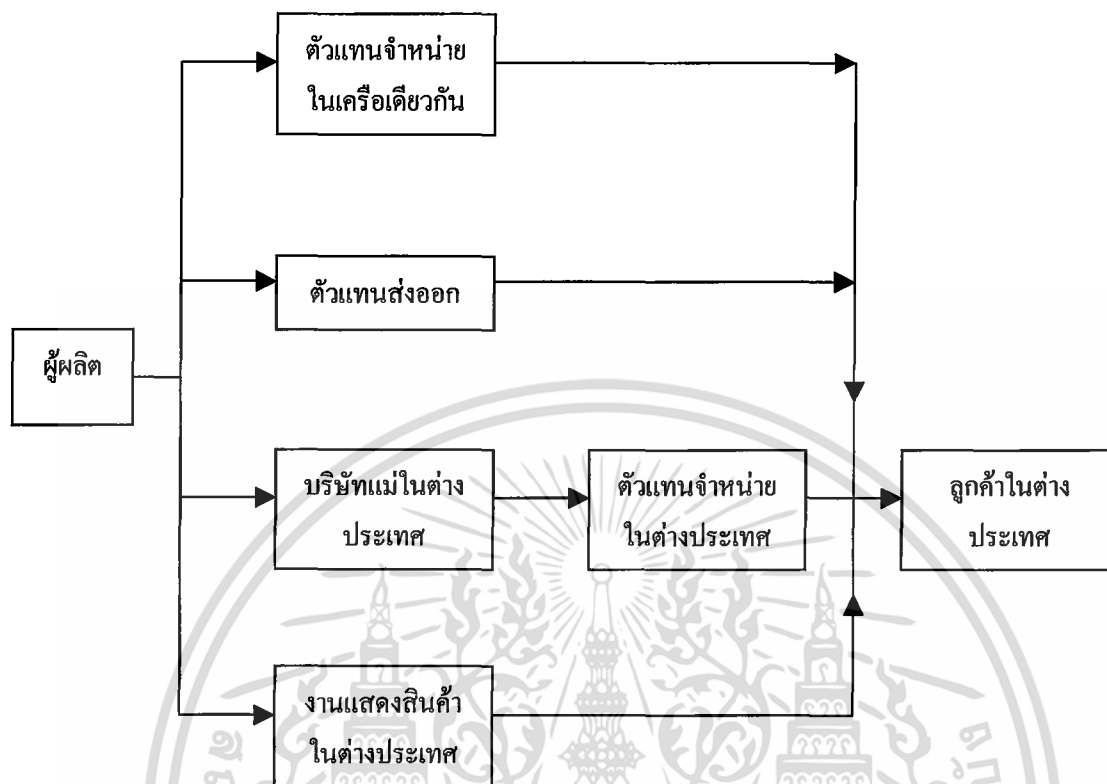 ตัวแทนจำหน่าย
ในเครือเดียวกัน
ตัวแทนส่งออก
ผู้ผลิต
บริษัทแม่ในต่าง
ประเทศ
ตัวแทนจำหน่าย
ในต่างประเทศ
ลูกค้าในต่าง
ประเทศ
งานแสดงสินค้า
ในต่างประเทศ